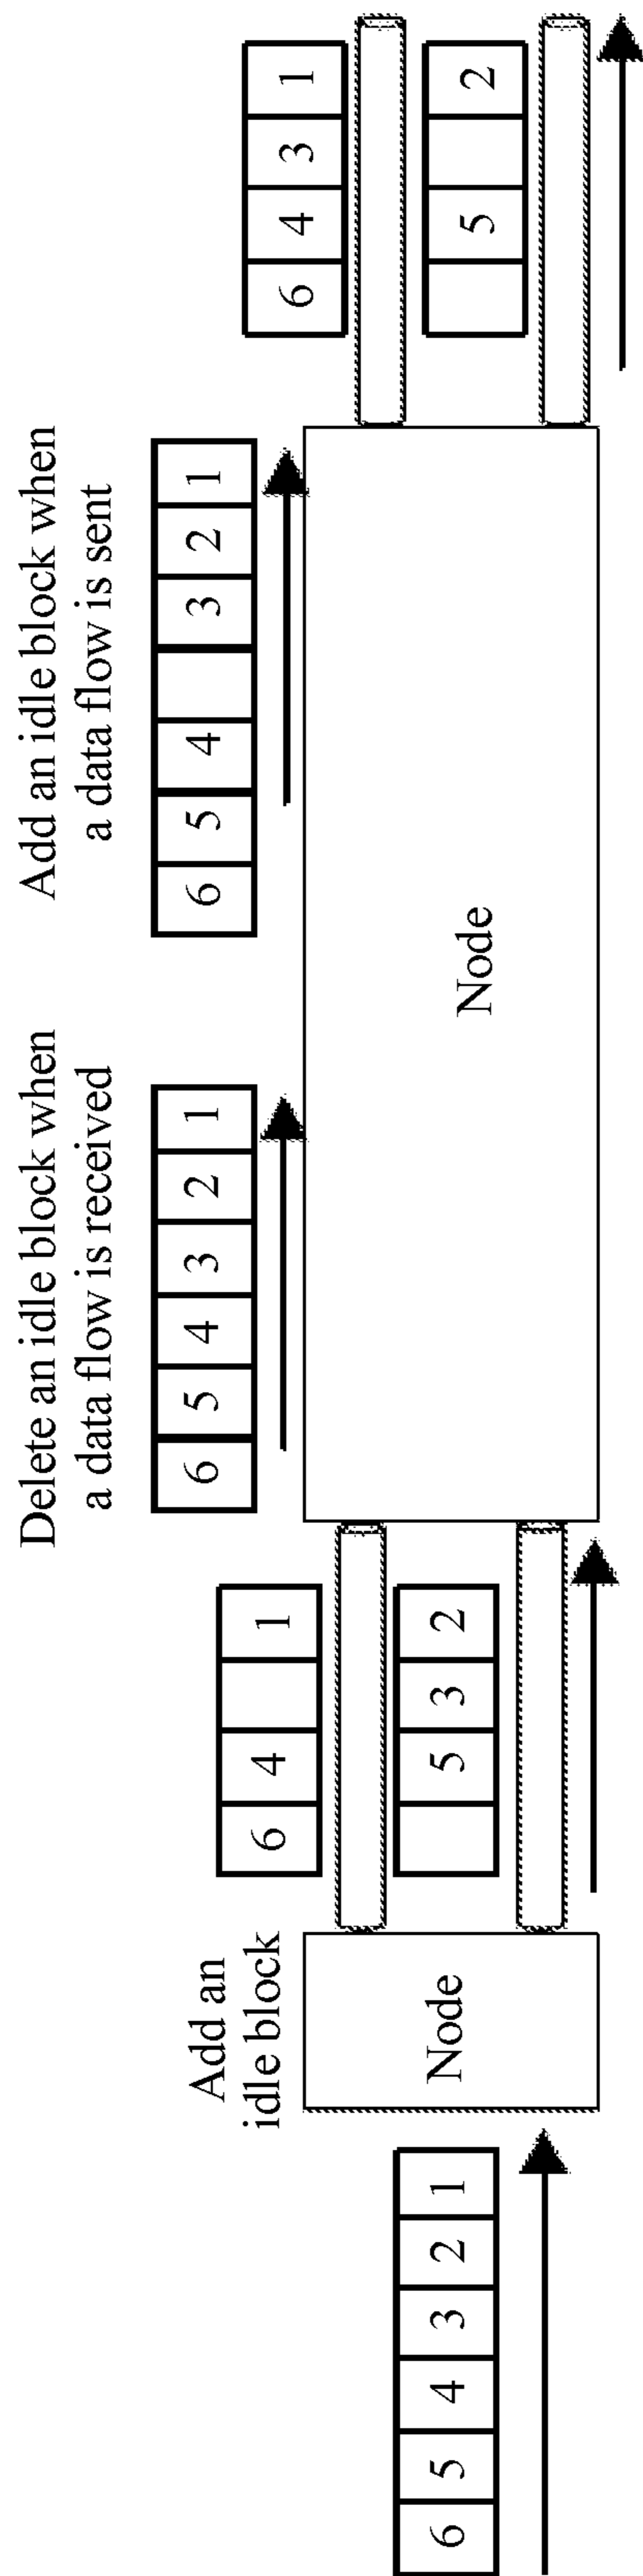 6 5 4 3 2 1
Add an
idle block
Node
6 4 1
5 3 2
Delete an idle block when
a data flow is received
6 5 4 3 2 1
Add an idle block when
a data flow is sent
6 5 4 3 2 1
Node
6 4 3 1
5 2